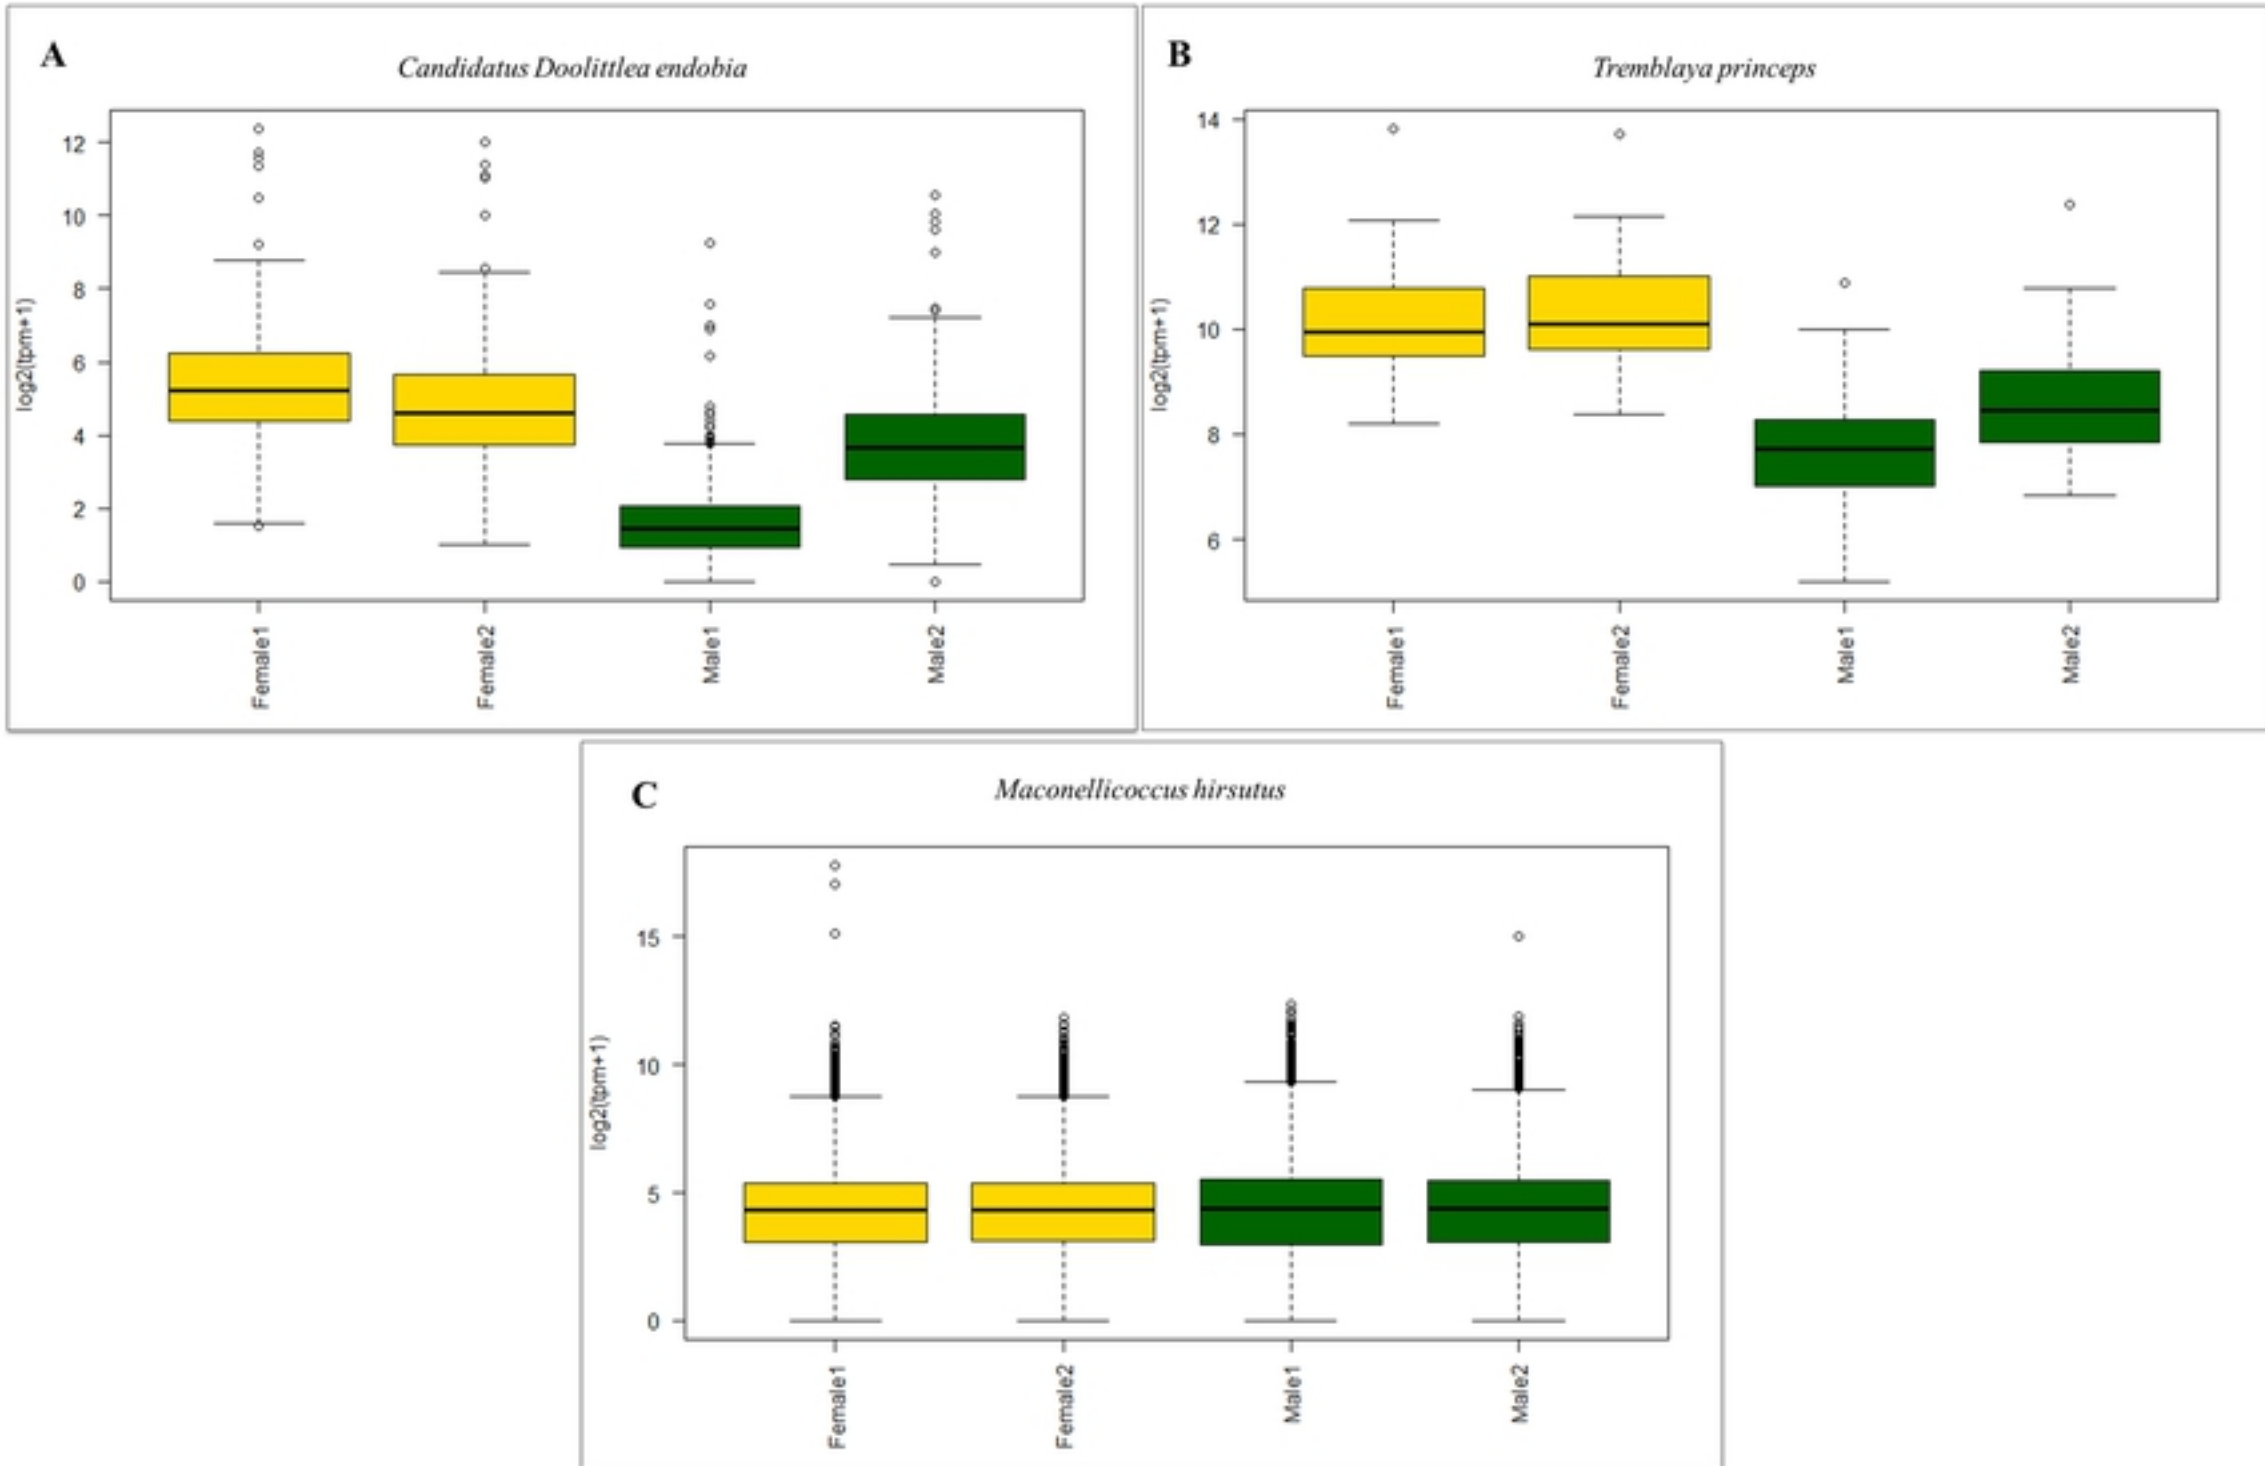 A
Candidatus Doolittlea endobia
log2(tpm+1)
12
10
8
6
4
2
0
Female1
Female2
Male1
Male2
B
Tremblaya princeps
log2(tpm+1)
14
12
10
8
6
Female1
Female2
Male1
Male2
C
Maconellicoccus hirsutus
log2(tpm+1)
15
10
5
0
Female1
Female2
Male1
Male2